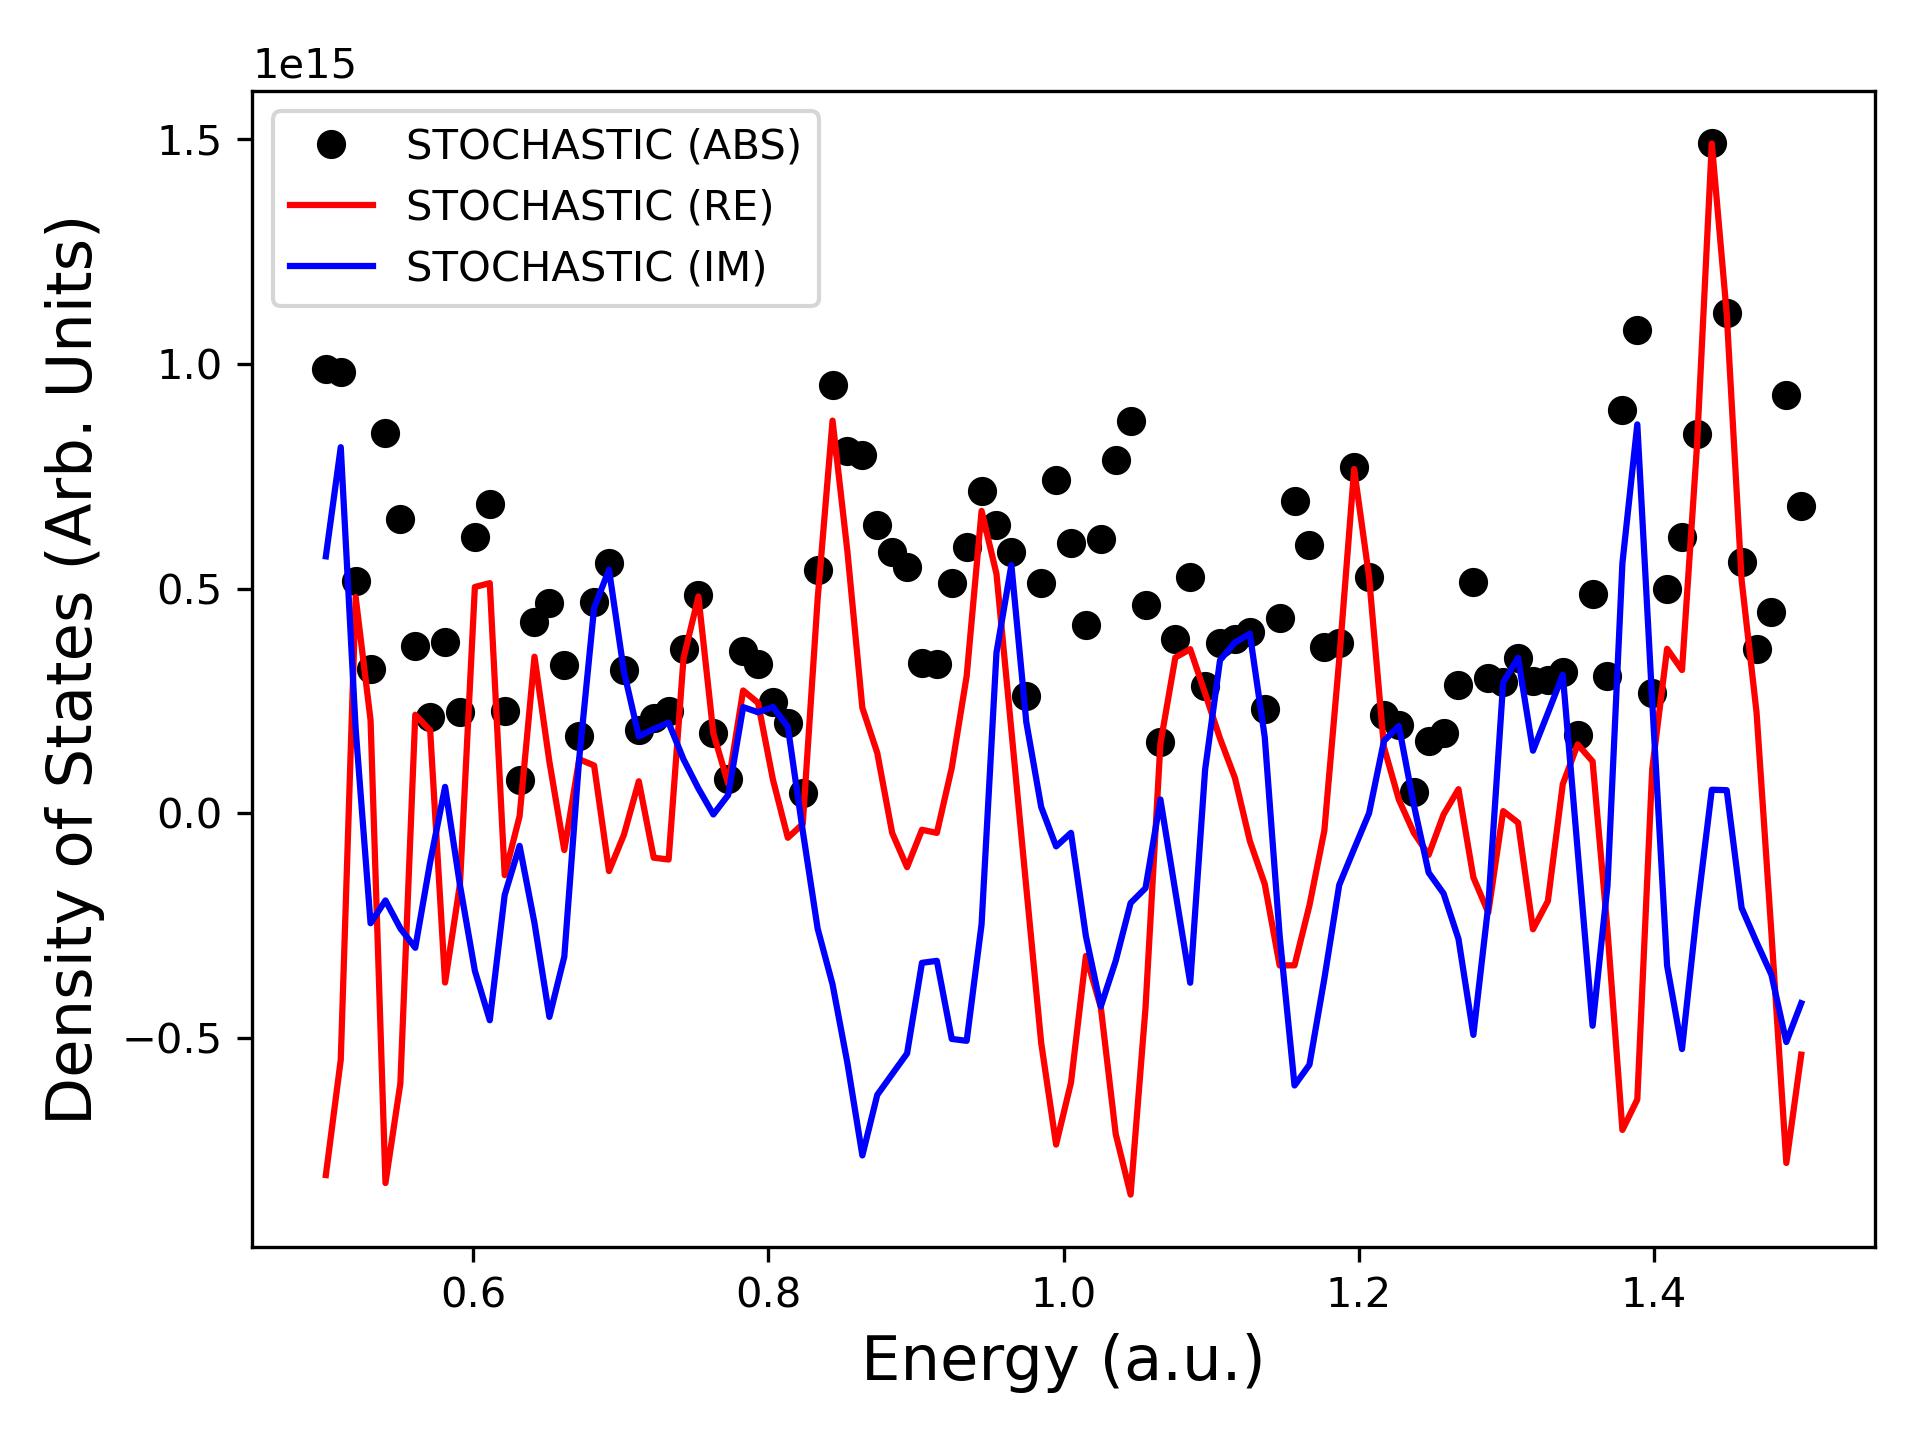 1e15
1.5
1.0
0.5
0.0
−0.5
STOCHASTIC (ABS)
STOCHASTIC (RE)
STOCHASTIC (IM)
Density of States (Arb. Units)
0.6 0.8 1.0 1.2 1.4
Energy (a.u.)